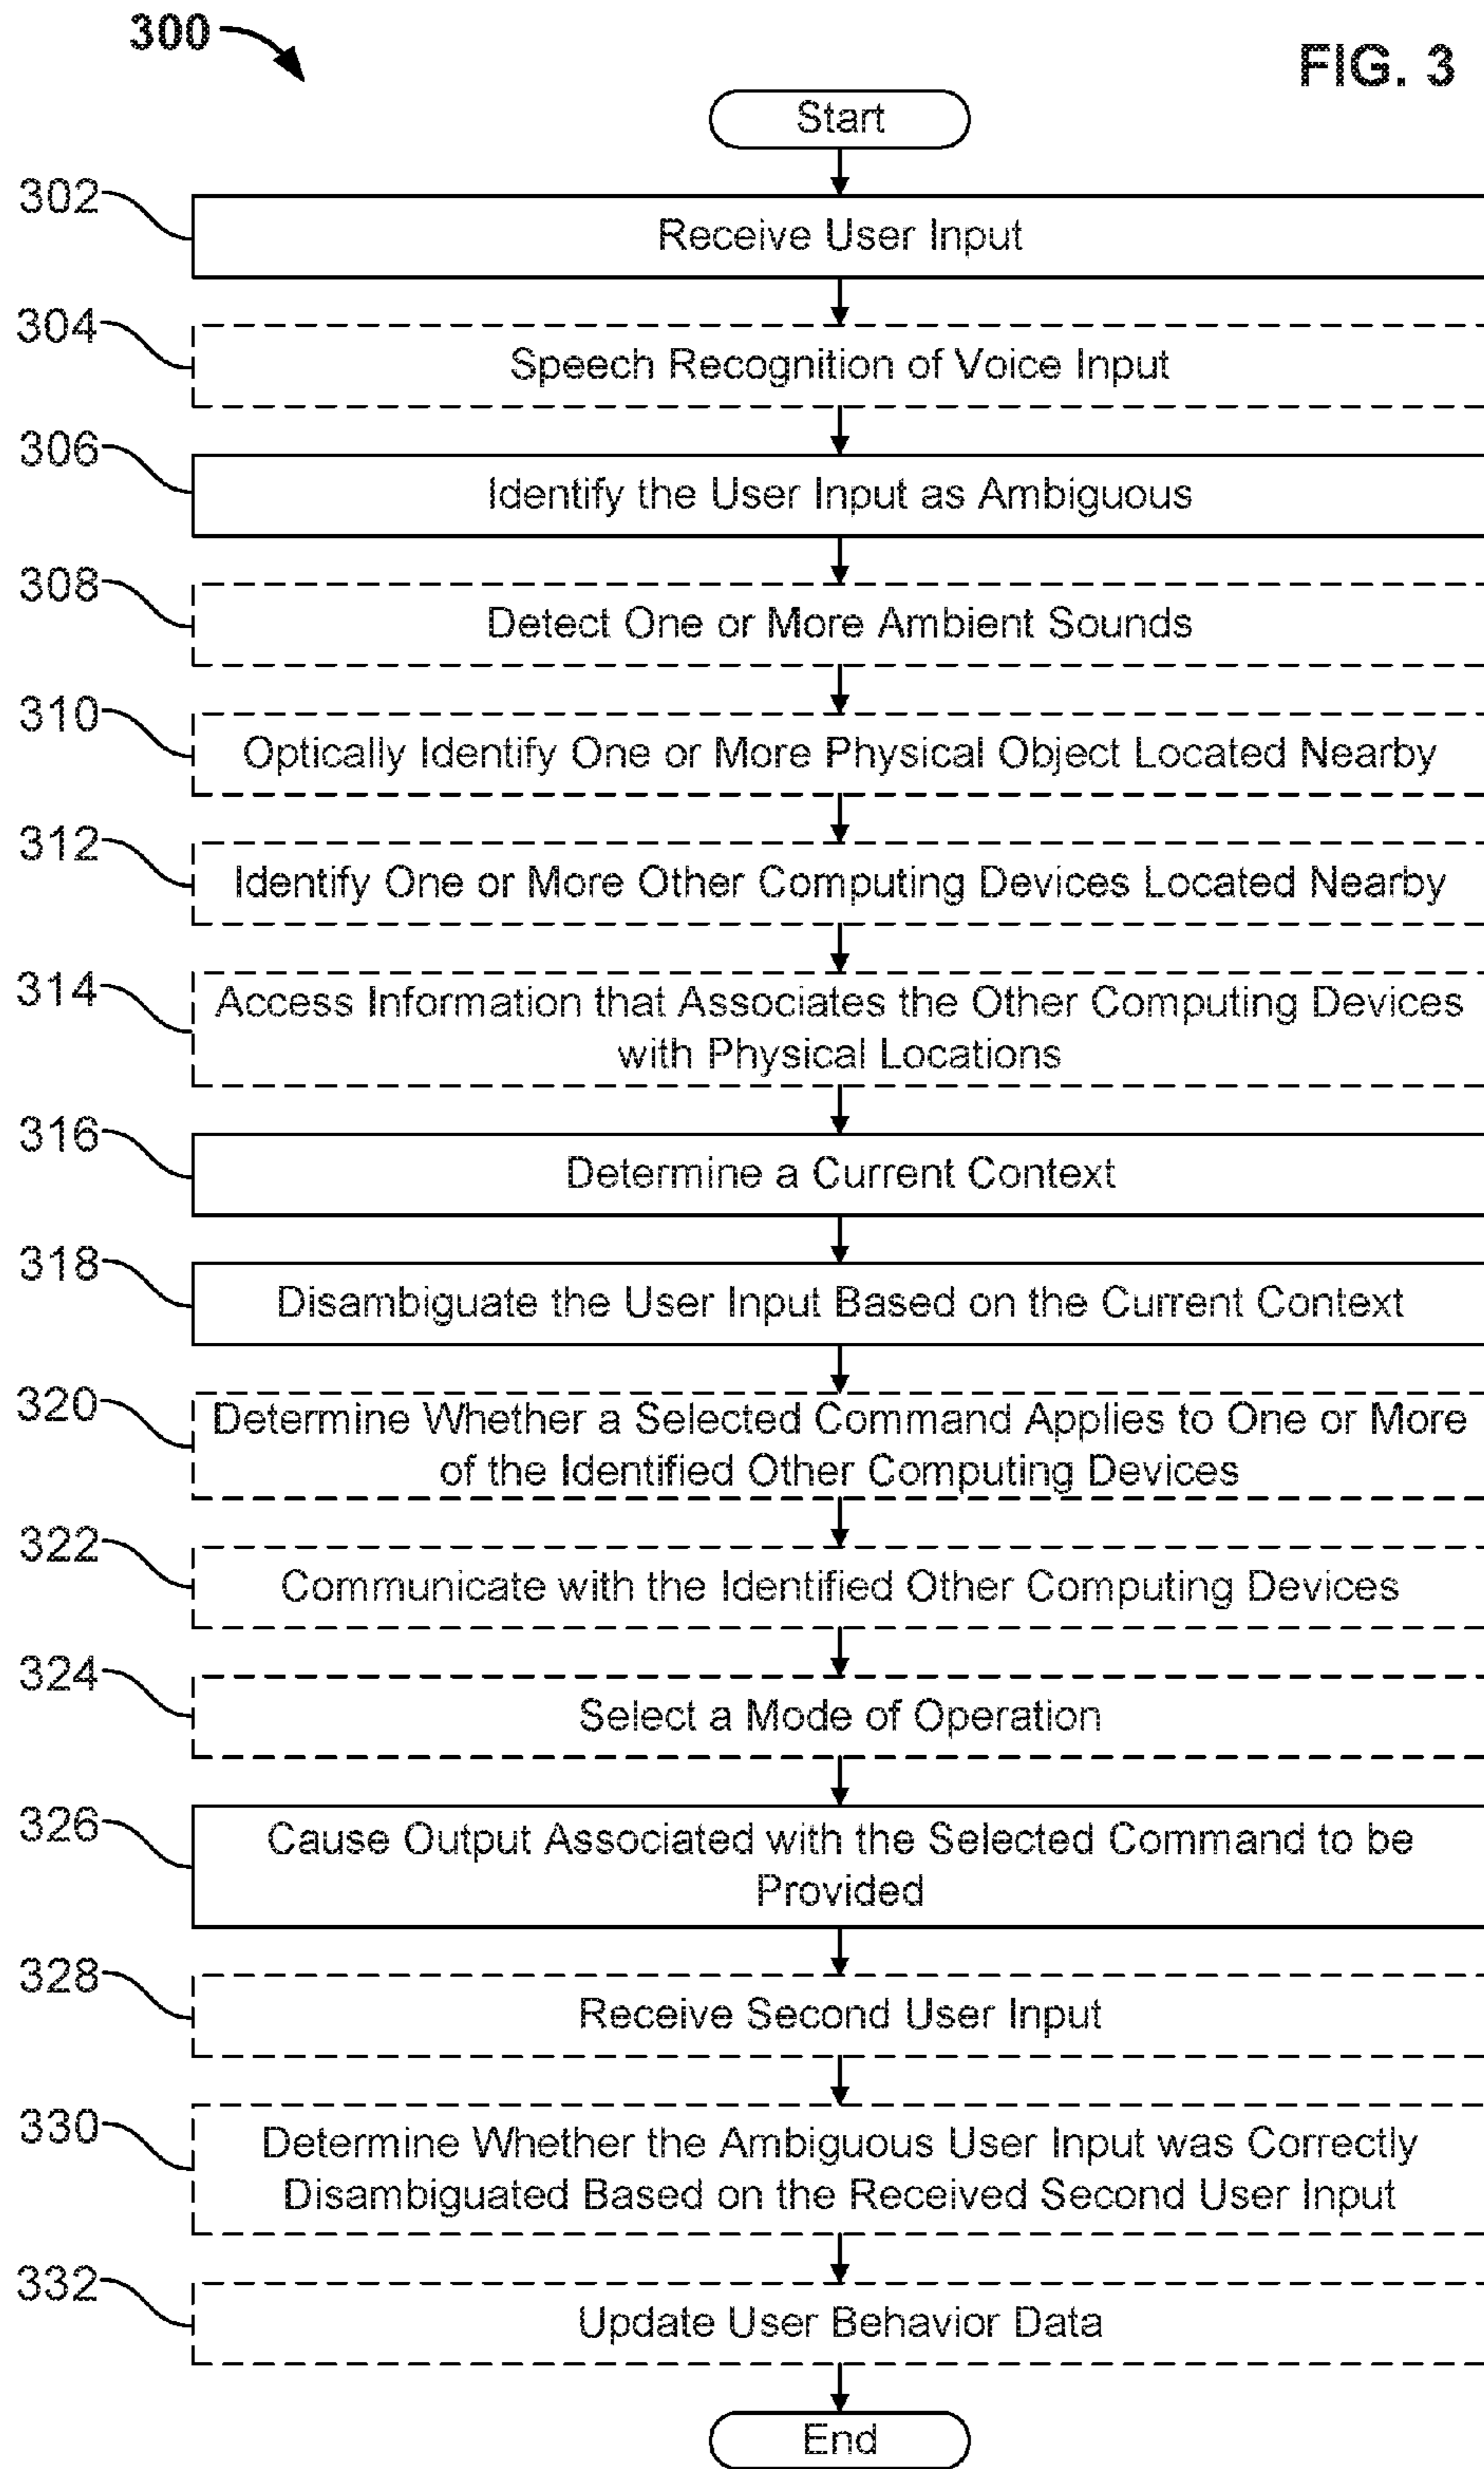 300
FIG. 3
Start
302
Receive User Input
304
Speech Recognition of Voice Input
306
Identify the User Input as Ambiguous
308
Detect One or More Ambient Sounds
310
Optically Identify One or More Physical Object Located Nearby
312
Identify One or More Other Computing Devices Located Nearby
314
Access Information that Associates the Other Computing Devices
with Physical Locations
316
Determine a Current Context
318
Disambiguate the User Input Based on the Current Context
320
Determine Whether a Selected Command Applies to One or More
of the Identified Other Computing Devices
322
Communicate with the Identified Other Computing Devices
324
Select a Mode of Operation
326
Cause Output Associated with the Selected Command to be
Provided
328
Receive Second User Input
330
Determine Whether the Ambiguous User Input was Correctly
Disambiguated Based on the Received Second User Input
332
Update User Behavior Data
End